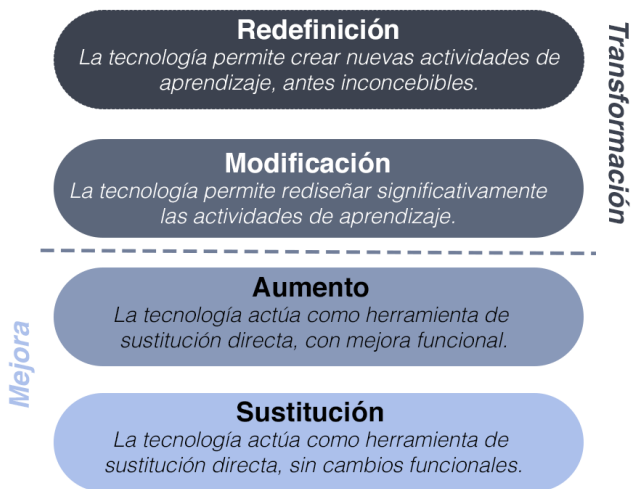 Redefinición
La tecnología permite crear nuevas actividades de
aprendizaje, antes inconcebibles.
Transformación
Modificación
La tecnología permite rediseñar significativamente
las actividades de aprendizaje.
Aumento
La tecnología actúa como herramienta de
sustitución directa, con mejora funcional.
Mejora
Sustitución
La tecnología actúa como herramienta de
sustitución directa, sin cambios funcionales.